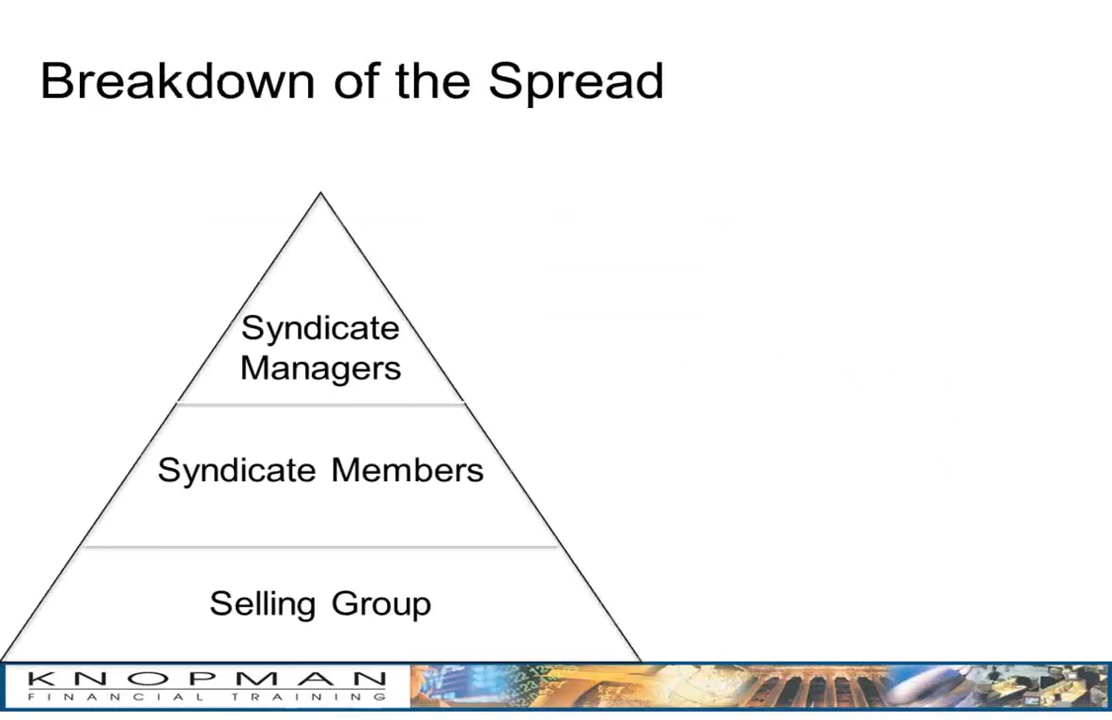 Breakdown of the Spread
Syndicate
Managers
Syndicate Members
Selling Group
KNOPMAN
FINANCIAL TRAINING